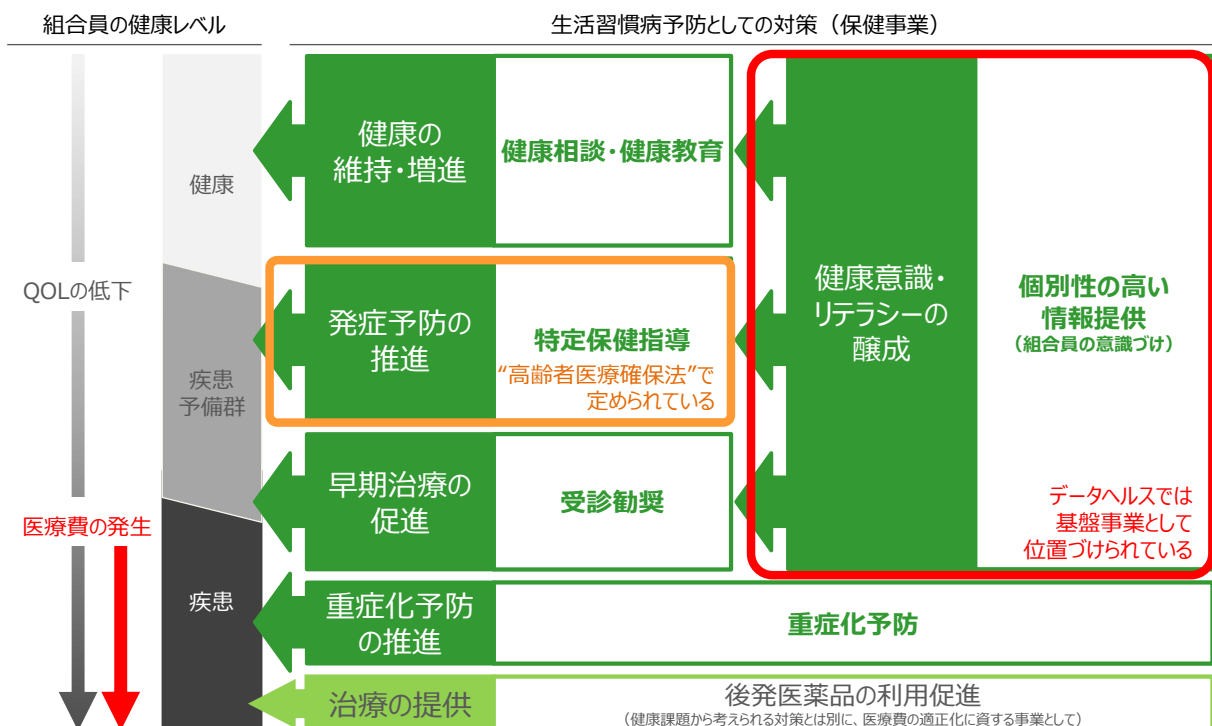 組合員の健康レベル
生活習慣病予防としての対策（保健事業）
健康
QOLの低下
疾患
予備群
医療費の発生
疾患
健康の
維持・増進
健康相談・健康教育
発症予防の
推進
特定保健指導
“高齢者医療確保法”で
定められている
早期治療の
促進
受診勧奨
健康意識・
リテラシーの
醸成
個別性の高い
情報提供
（組合員の意識づけ）
データヘルスでは
基盤事業として
位置づけられている
重症化予防
の推進
重症化予防
治療の提供
後発医薬品の利用促進
（健康課題から考えられる対策とは別に、医療費の適正化に資する事業として）